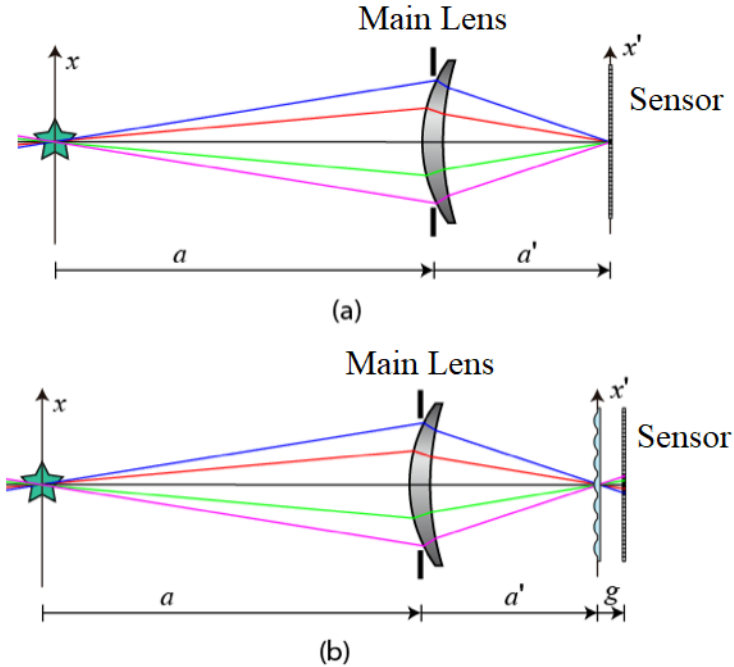 Main Lens
x
x'
Sensor
a
a'
(a)
Main Lens
x
x'
Sensor
a
a'
g
(b)